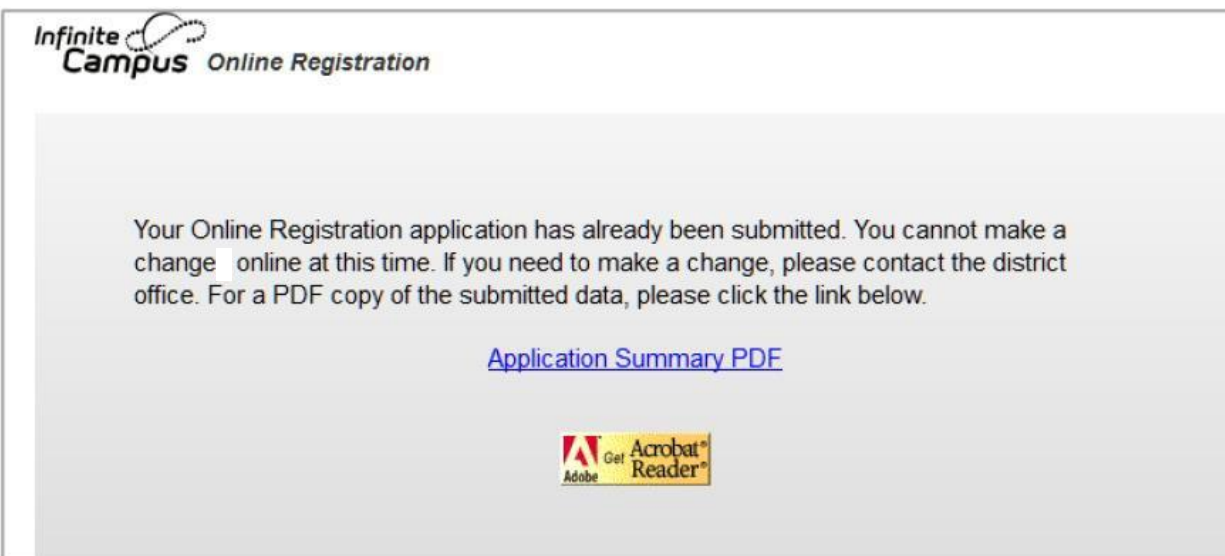 Infinite
Campus Online Registration
Your Online Registration application has already been submitted. You cannot make a
change online at this time. If you need to make a change, please contact the district
office. For a PDF copy of the submitted data, please click the link below.
Application Summary PDF
Adobe Get Acrobat®
Reader®